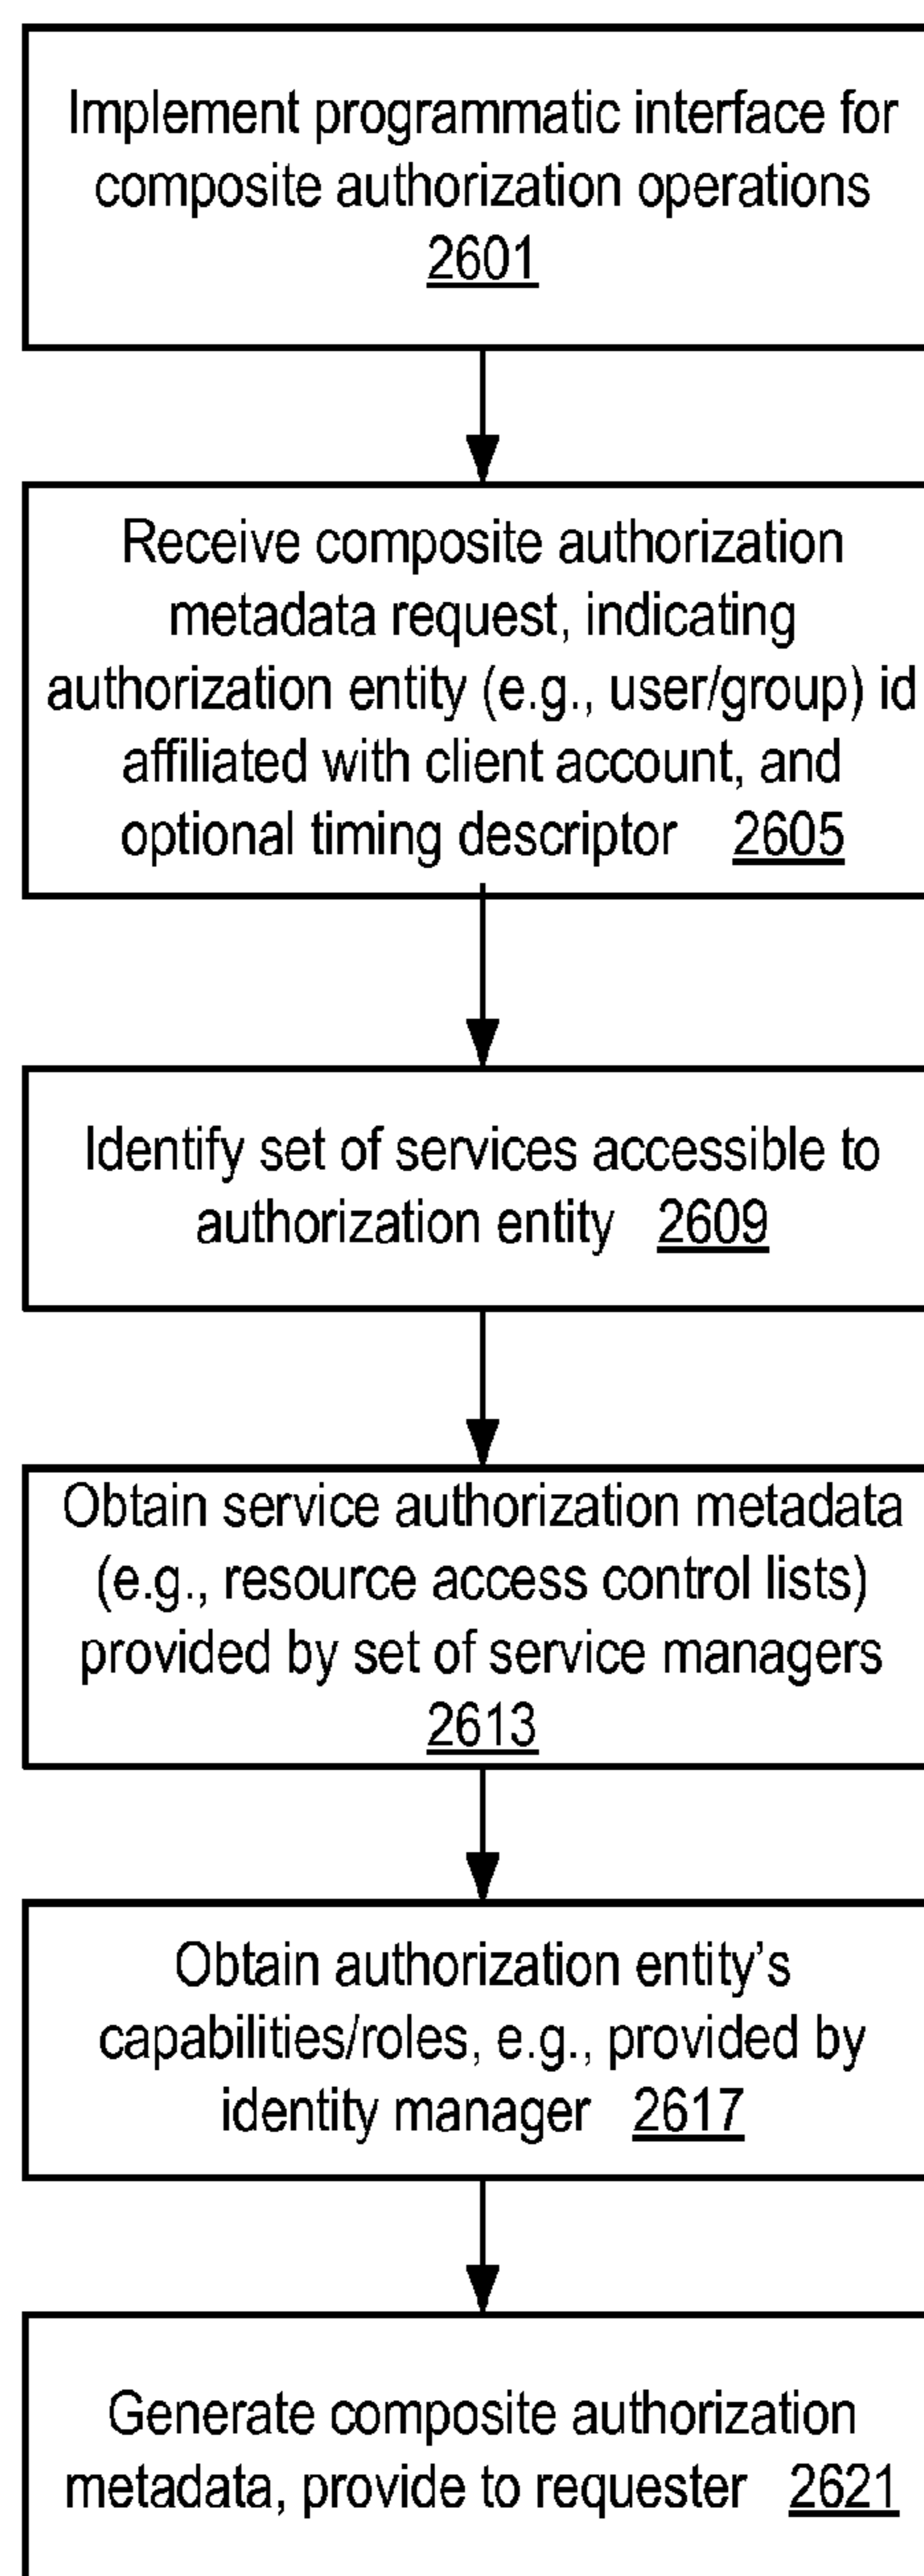 Implement programmatic interface for
composite authorization operations
2601
Receive composite authorization
metadata request, indicating
authorization entity (e.g., user/group) id
affiliated with client account, and
optional timing descriptor 2605
Identify set of services accessible to
authorization entity 2609
Obtain service authorization metadata
(e.g., resource access control lists)
provided by set of service managers
2613
Obtain authorization entity’s
capabilities/roles, e.g., provided by
identity manager 2617
Generate composite authorization
metadata, provide to requester 2621